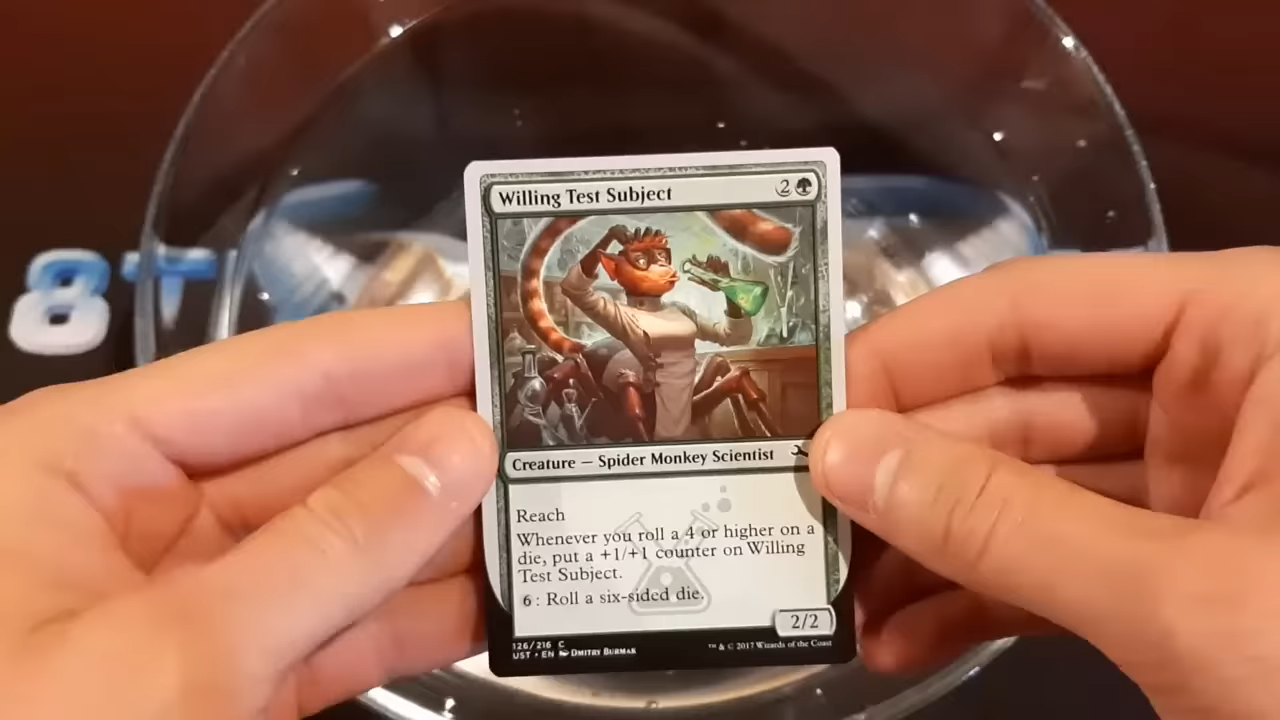 Willing Test Subject
2
8T
Creature — Spider Monkey Scientist
Reach
Whenever you roll a 4 or higher on a
die, put a +1/+1 counter on Willing
Test Subject.
6: Roll a six-sided die.
2/2
126/216 C
UST • EN DMITRY BURMAK
™ & © 2017 Wizards of the Coast